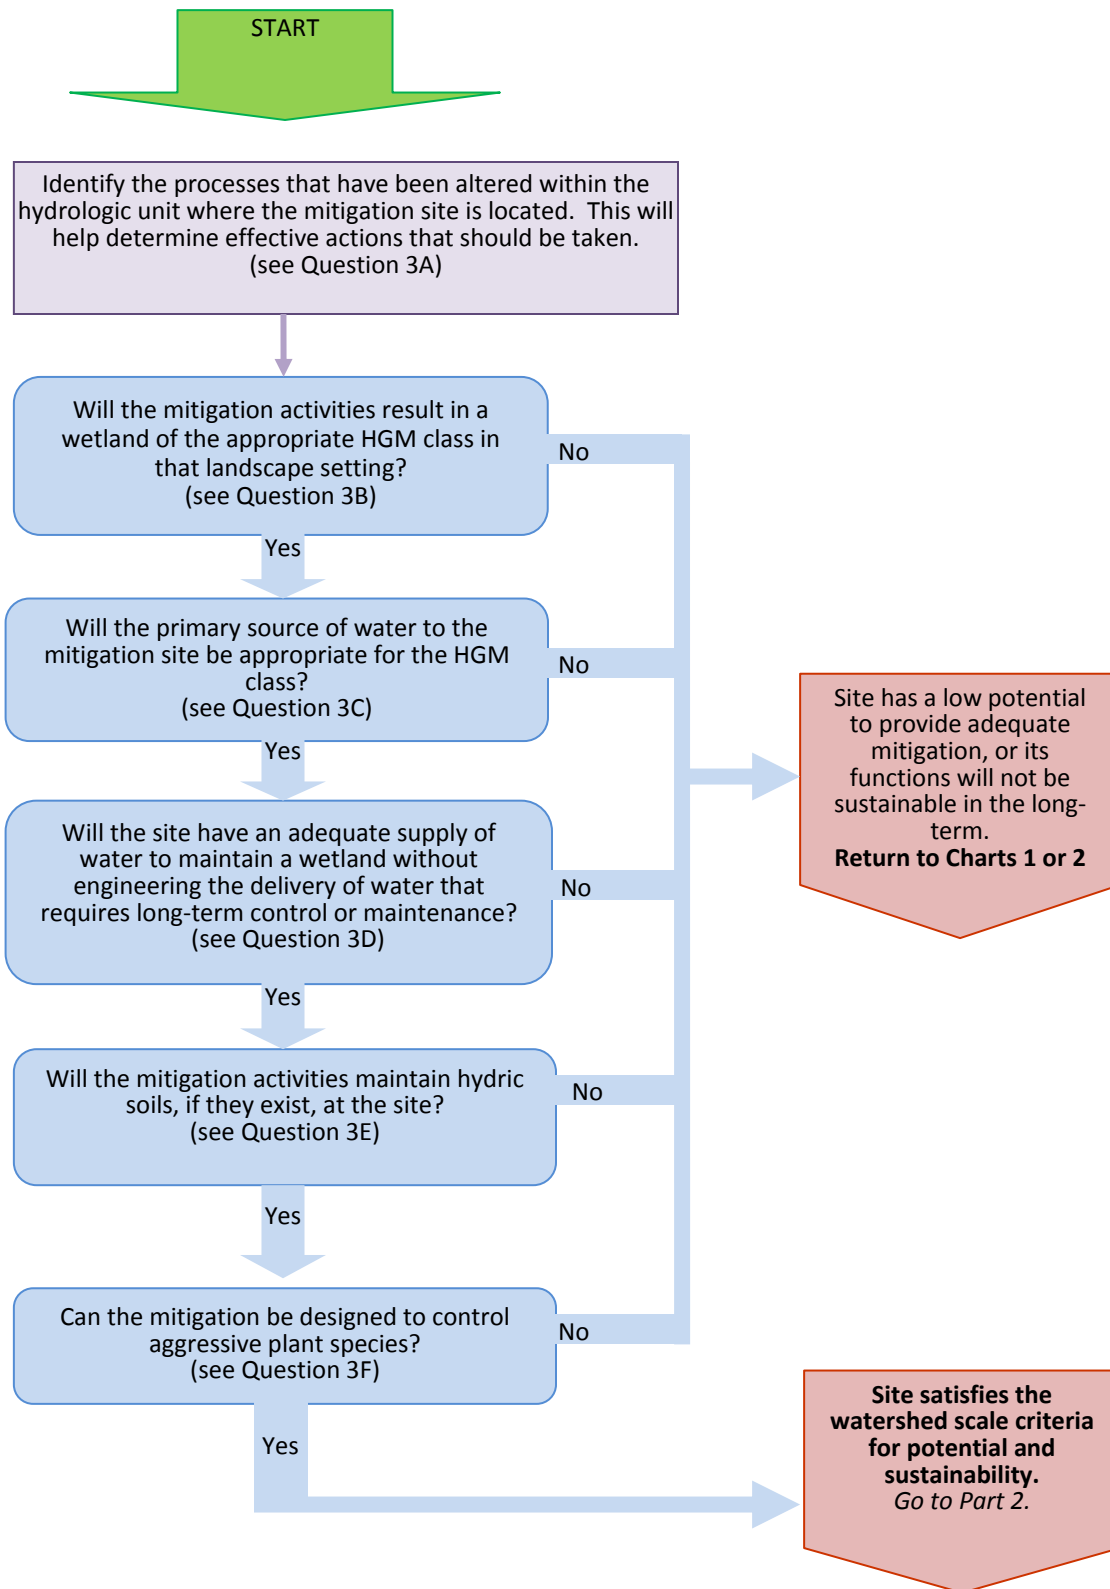 START
Identify the processes that have been altered within the
hydrologic unit where the mitigation site is located.  This will
help determine effective actions that should be taken.
(see Question 3A)
Will the mitigation activities result in a
wetland of the appropriate HGM class in
that landscape setting?
(see Question 3B)
No
Yes
Will the primary source of water to the
mitigation site be appropriate for the HGM
class?
(see Question 3C)
No
Yes
Will the site have an adequate supply of
water to maintain a wetland without
engineering the delivery of water that
requires long-term control or maintenance?
(see Question 3D)
No
Yes
Will the mitigation activities maintain hydric
soils, if they exist, at the site?
(see Question 3E)
No
Yes
Can the mitigation be designed to control
aggressive plant species?
(see Question 3F)
No
Yes
Site has a low potential
to provide adequate
mitigation, or its
functions will not be
sustainable in the long-
term.
Return to Charts 1 or 2
Site satisfies the
watershed scale criteria
for potential and
sustainability.
Go to Part 2.